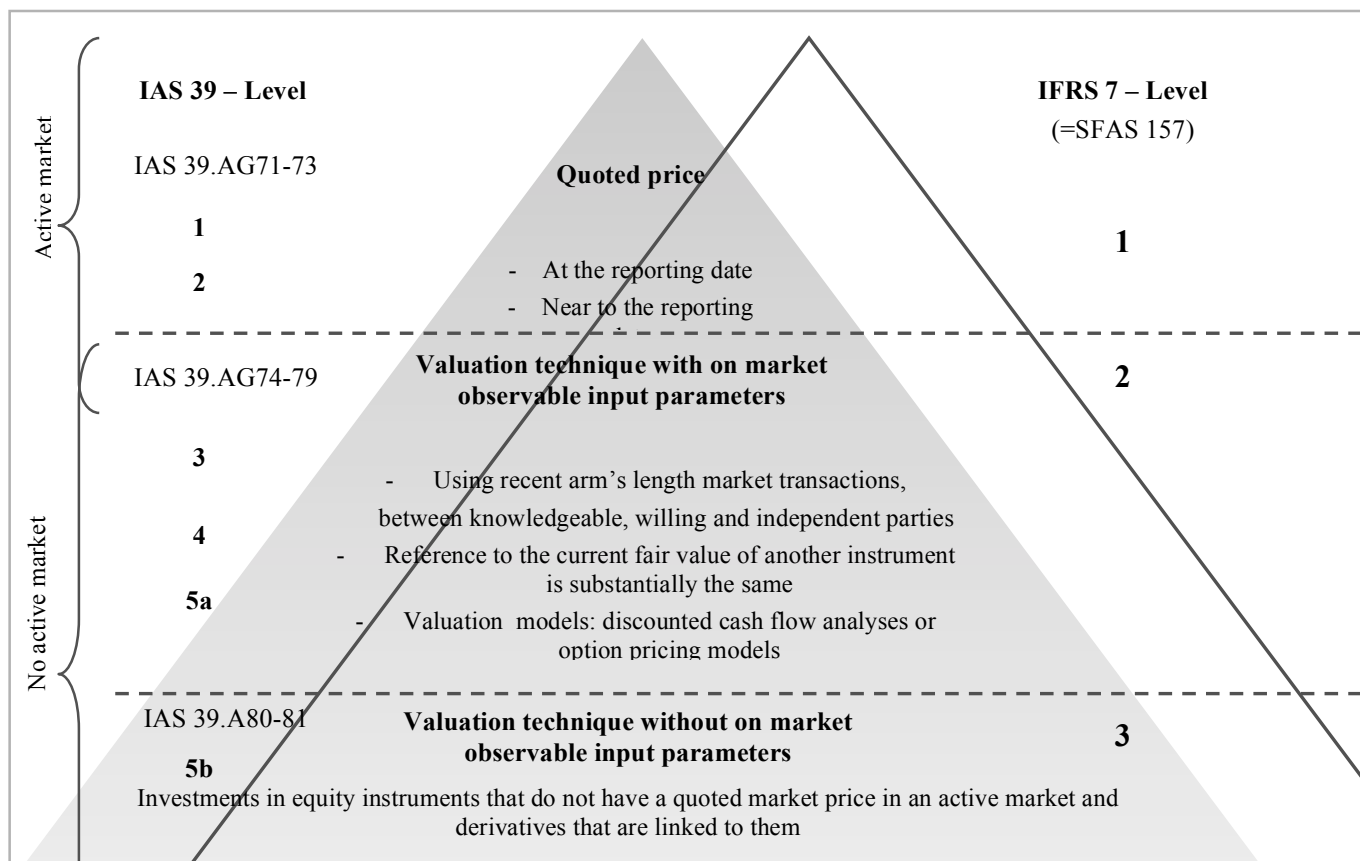 IAS 39 – Level
IFRS 7 – Level
(=SFAS 157)
IAS 39.AG71-73
Quoted price
Active market
1
1
2
- At the reporting date
- Near to the reporting
IAS 39.AG74-79
Valuation technique with on market
observable input parameters
2
3
- Using recent arm’s length market transactions,
between knowledgeable, willing and independent parties
4
- Reference to the current fair value of another instrument
is substantially the same
5a
- Valuation models: discounted cash flow analyses or
option pricing models
No active market
IAS 39.A80-81
Valuation technique without on market
observable input parameters
3
5b
Investments in equity instruments that do not have a quoted market price in an active market and
derivatives that are linked to them